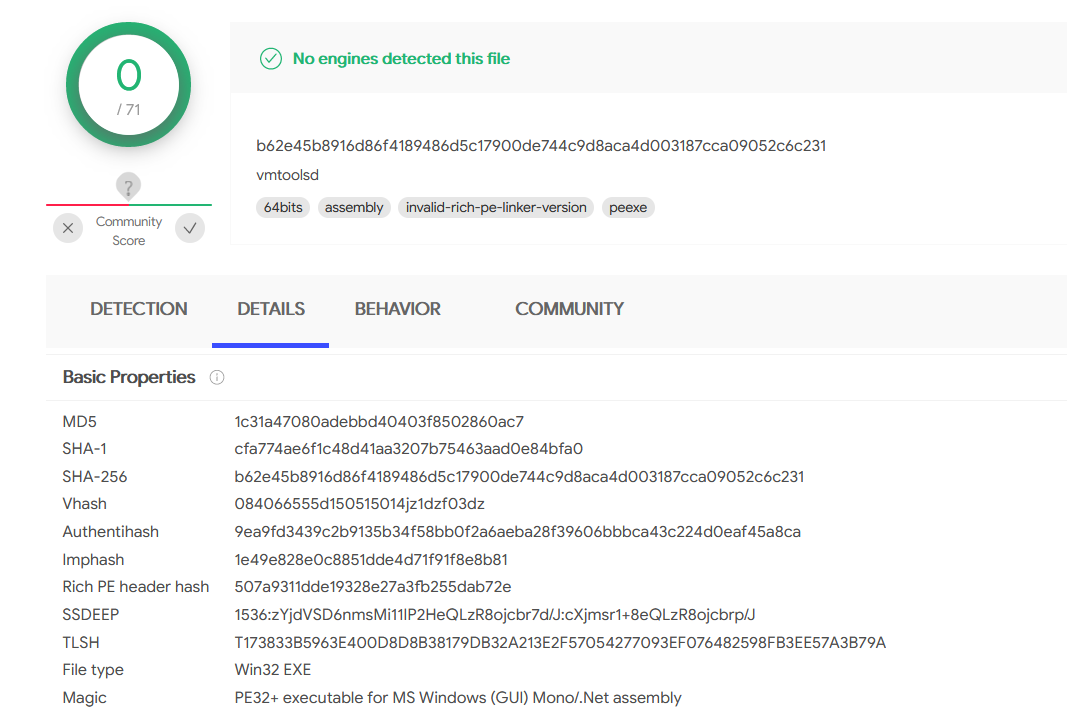 0
/ 71
No engines detected this file
b62e45b8916d86f4189486d5c17900de744c9d8aca4d003187cca09052c6c231
vmtoolsd
64bits assembly invalid-rich-pe-linker-version peexe
?
Community
Score
DETECTION DETAILS BEHAVIOR COMMUNITY
Basic Properties
MD5 1c31a47080adebbd40403f8502860ac7
SHA-1 cfa774ae6f1c48d41aa3207b75463aad0e84bfa0
SHA-256 b62e45b8916d86f4189486d5c17900de744c9d8aca4d003187cca09052c6c231
Vhash 084066555d150515014jz1dzf03dz
Authentihash 9ea9fd3439c2b9135b34f58bb0f2a6aeba28f39606bbbca43c224d0eaf45a8ca
Imphash 1e49e828e0c8851dde4d71f91f8e8b81
Rich PE header hash 507a9311dde19328e27a3fb255dab72e
SSDEEP 1536:zYjdVSD6nmsMi11IP2HeQLzR8ojcbr7d/J:cXjmsr1+8eQLzR8ojcbrp/J
TLSH T173833B5963E400D8D8B38179DB32A213E2F57054277093EF076482598FB3EE57A3B79A
File type Win32 EXE
Magic PE32+ executable for MS Windows (GUI) Mono/.Net assembly